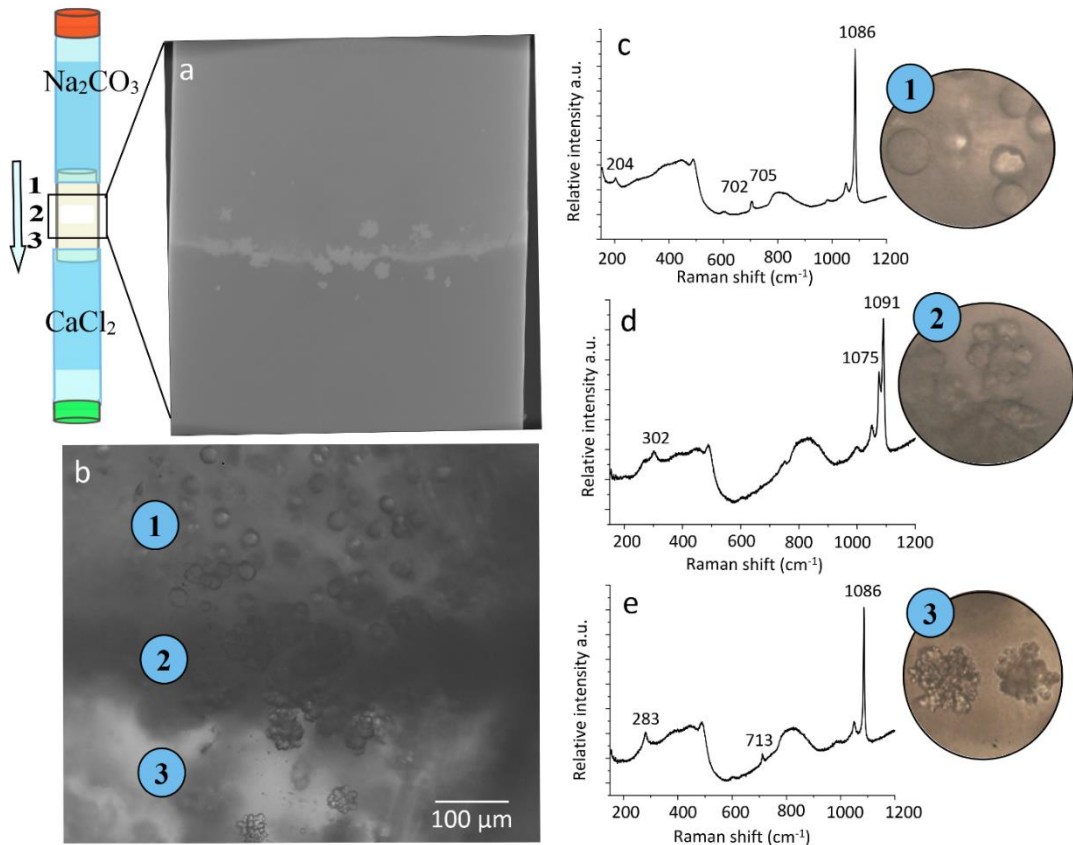 Na₂CO₃
1
2
3
CaCl₂
a
b
1
2
3
100 µm
c
1086
204
702
705
Relative intensity a.u.
200 400 600 800 1000 1200
Raman shift (cm⁻¹)
1
d
1091
1075
302
Relative intensity a.u.
200 400 600 800 1000 1200
Raman shift (cm⁻¹)
2
e
1086
283
713
Relative intensity a.u.
200 400 600 800 1000 1200
Raman shift (cm⁻¹)
3